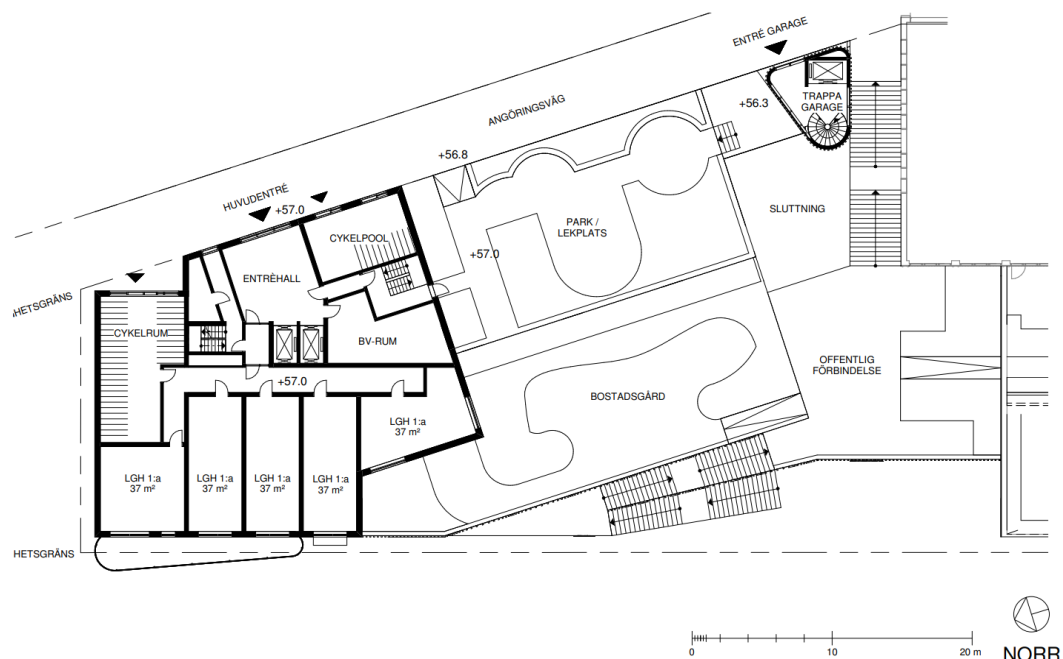 ENTRÉ GARAGE
ANGÖRINGSVÄG
+56.3
TRAPPA
GARAGE
+56.8
HUVUDENTRÉ
+57.0
SLUTTNING
PARK /
LEKPLATS
CYKELPOOL
+57.0
ENTRÈHALL
HETSGRÄNS
CYKELRUM
BV-RUM
OFFENTLIG
FÖRBINDELSE
+57.0
BOSTADSGÅRD
LGH 1:a
37 m²
LGH 1:a
37 m²
LGH 1:a
37 m²
LGH 1:a
37 m²
LGH 1:a
37 m²
HETSGRÄNS
0
10
20 m
NORR